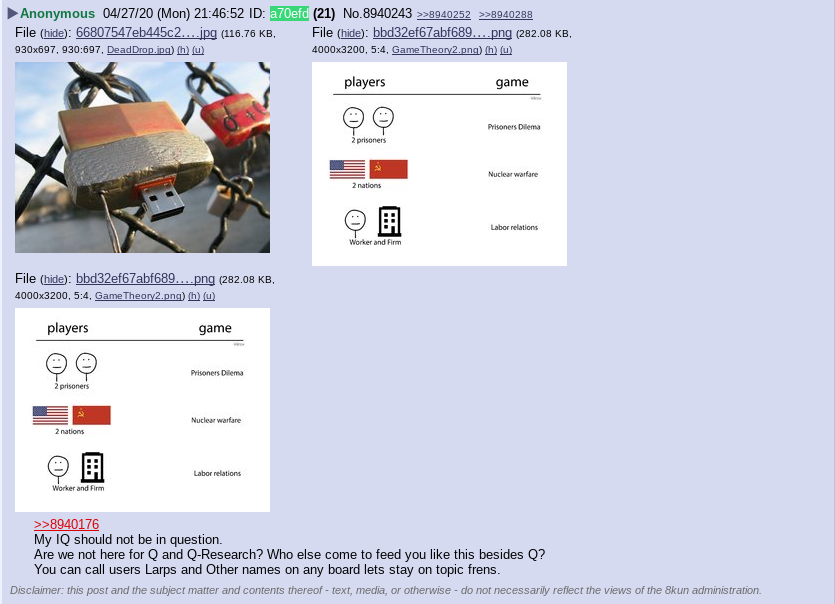 ▶Anonymous 04/27/20 (Mon) 21:46:52 ID: a70efd (21) No.8940243 >>8940252 >>8940288
File (hide): 66807547eb445c2….jpg (116.76 KB, 930x697, 930:697, DeadDrop.jpg) (h) (u)
File (hide): bbd32ef67abf689….png (282.08 KB, 4000x3200, 5:4, GameTheory2.png) (h) (u)
players game
2 prisoners Prisoners Dilema
2 nations Nuclear warfare
Worker and Firm Labor relations
File (hide): bbd32ef67abf689….png (282.08 KB, 4000x3200, 5:4, GameTheory2.png) (h) (u)
players game
2 prisoners Prisoners Dilema
2 nations Nuclear warfare
Worker and Firm Labor relations
>>8940176
My IQ should not be in question.
Are we not here for Q and Q-Research? Who else come to feed you like this besides Q?
You can call users Larps and Other names on any board lets stay on topic frens.
Disclaimer: this post and the subject matter and contents thereof - text, media, or otherwise - do not necessarily reflect the views of the 8kun administration.